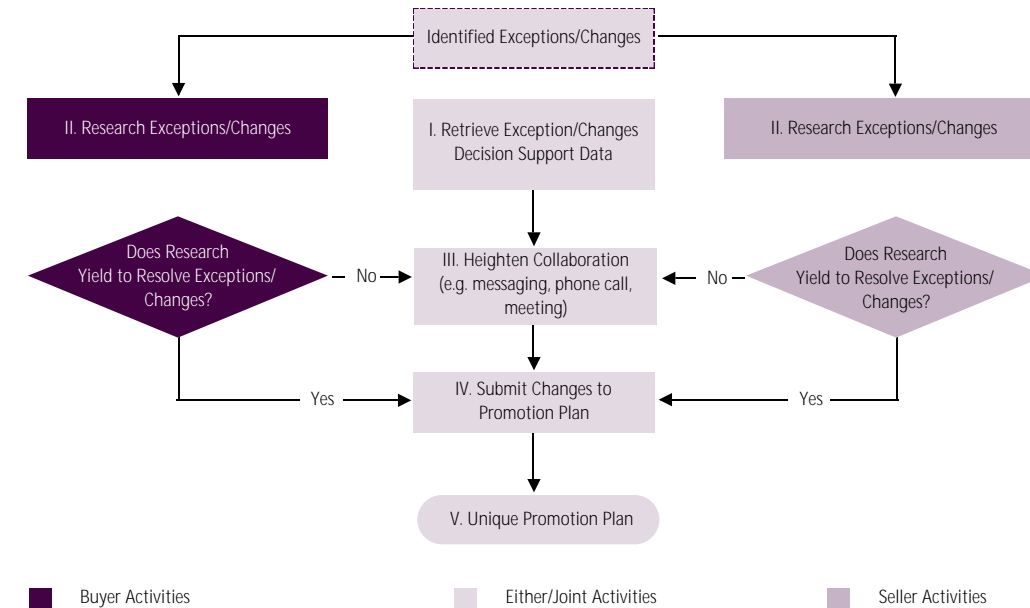 Identified Exceptions/Changes
II. Research Exceptions/Changes
I. Retrieve Exception/Changes
Decision Support Data
II. Research Exceptions/Changes
Does Research
Yield to Resolve Exceptions/
Changes?
No
III. Heighten Collaboration
(e.g. messaging, phone call,
meeting)
No
Does Research
Yield to Resolve Exceptions/
Changes?
Yes
IV. Submit Changes to
Promotion Plan
Yes
V. Unique Promotion Plan
Buyer Activities
Either/Joint Activities
Seller Activities